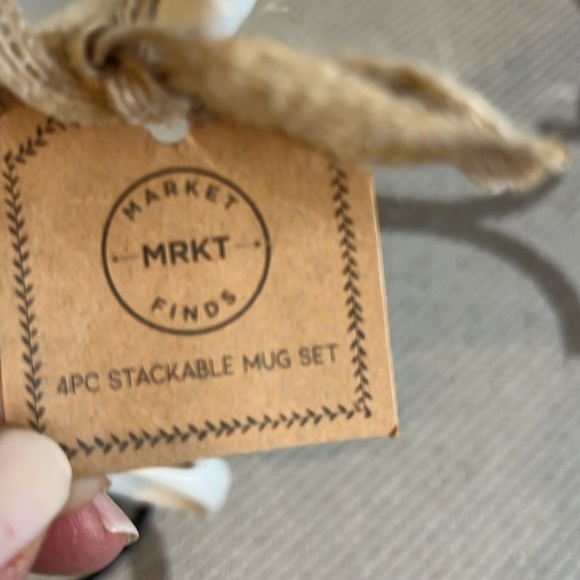 MARKET
MRKT
FINDS
4PC STACKABLE MUG SET